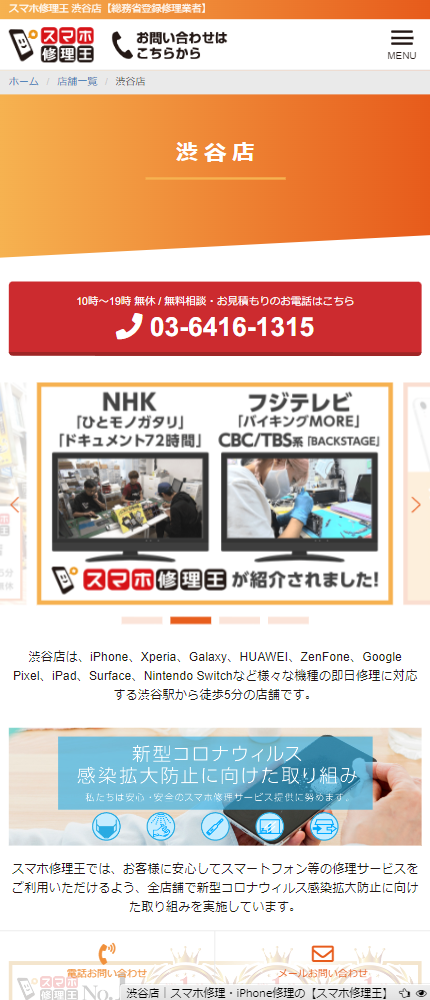 スマホ修理王 渋谷店【総務省登録修理業者】
スマホ
修理王
お問い合わせは
こちらから
MENU
ホーム / 店舗一覧 / 渋谷店
渋谷店
10時〜19時 無休 / 無料相談・お見積もりのお電話はこちら
03-6416-1315
NHK
「ひとモノガタリ」
「ドキュメント72時間」
フジテレビ
「バイキングMORE」
CBC/TBS系「BACKSTAGE」
スマホ修理王が紹介されました!
渋谷店は、iPhone、Xperia、Galaxy、HUAWEI、ZenFone、Google
Pixel、iPad、Surface、Nintendo Switchなど様々な機種の即日修理に対応
する渋谷駅から徒歩5分の店舗です。
新型コロナウィルス
感染拡大防止に向けた取り組み
私たちは安心・安全のスマホ修理サービス提供に努めます。
スマホ修理王では、お客様に安心してスマートフォン等の修理サービスを
ご利用いただけるよう、全店舗で新型コロナウィルス感染拡大防止に向け
た取り組みを実施しています。
電話お問い合わせ
メールお問い合わせ
渋谷店｜スマホ修理・iPhone修理の【スマホ修理王】